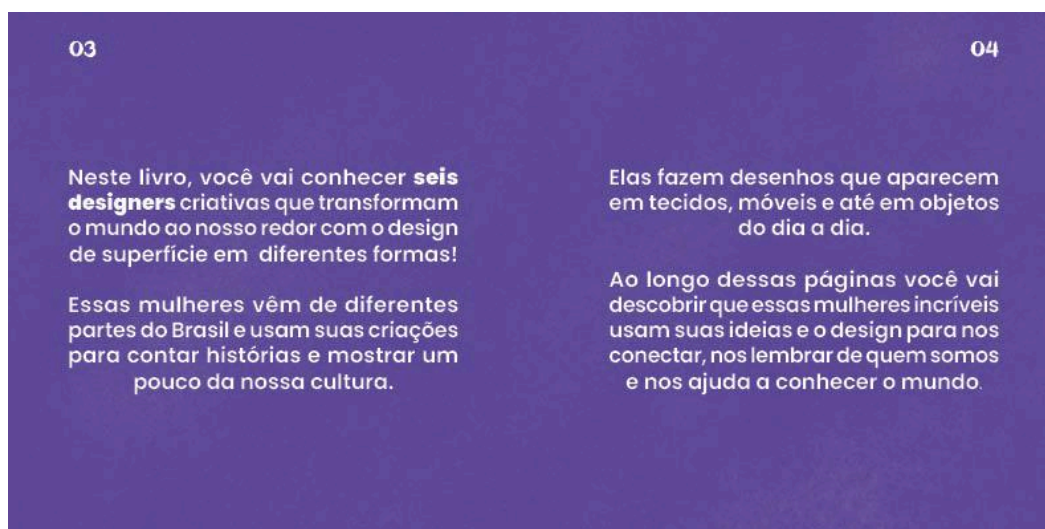 03
Neste livro, você vai conhecer seis
designers criativas que transformam
o mundo ao nosso redor com o design
de superfície em diferentes formas!
Essas mulheres vêm de diferentes
partes do Brasil e usam suas criações
para contar histórias e mostrar um
pouco da nossa cultura.
04
Elas fazem desenhos que aparecem
em tecidos, móveis e até em objetos
do dia a dia.
Ao longo dessas páginas você vai
descobrir que essas mulheres incríveis
usam suas ideias e o design para nos
conectar, nos lembrar de quem somos
e nos ajuda a conhecer o mundo.